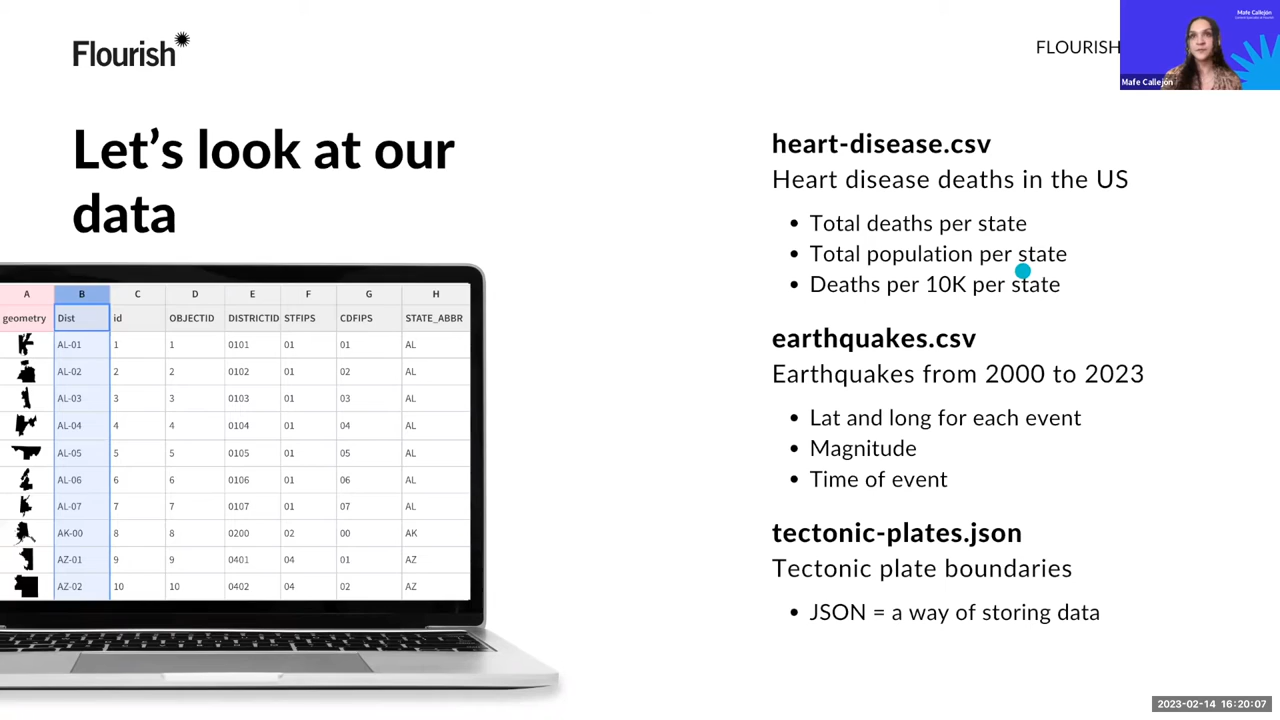 Flourish
FLOURISH
Mafe Callejón
Mafe Callejón
Let's look at our
data
A B C D E F G H
geometry Dist id OBJECTID DISTRICTID STFIPS CDFIPS STATE_ABBR
AL-01 1 1 0101 01 01 AL
AL-02 2 2 0102 01 02 AL
AL-03 3 3 0103 01 03 AL
AL-04 4 4 0104 01 04 AL
AL-05 5 5 0105 01 05 AL
AL-06 6 6 0106 01 06 AL
AL-07 7 7 0107 01 07 AL
AK-00 8 8 0200 02 00 AK
AZ-01 9 9 0401 04 01 AZ
AZ-02 10 10 0402 04 02 AZ
heart-disease.csv
Heart disease deaths in the US
• Total deaths per state
• Total population per state
• Deaths per 10K per state
earthquakes.csv
Earthquakes from 2000 to 2023
• Lat and long for each event
• Magnitude
• Time of event
tectonic-plates.json
Tectonic plate boundaries
• JSON = a way of storing data
2023-02-14 16:20:07